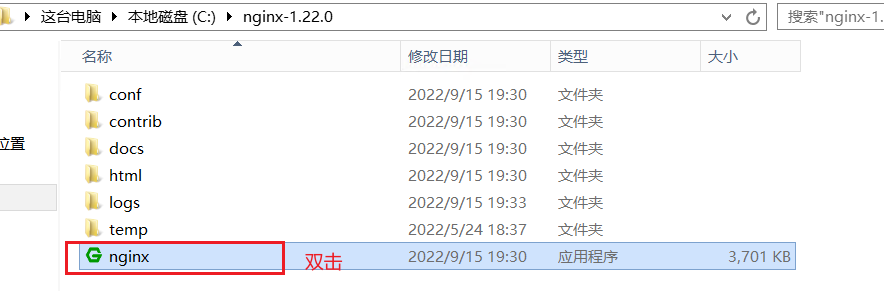 这台电脑 本地磁盘 (C:) nginx-1.22.0 搜索"nginx-1.
名称 修改日期 类型 大小
conf 2022/9/15 19:30 文件夹
contrib 2022/9/15 19:30 文件夹
位置
docs 2022/9/15 19:30 文件夹
html 2022/9/15 19:30 文件夹
logs 2022/9/15 19:33 文件夹
temp 2022/5/24 18:37 文件夹
nginx 双击 2022/9/15 19:30 应用程序 3,701 KB